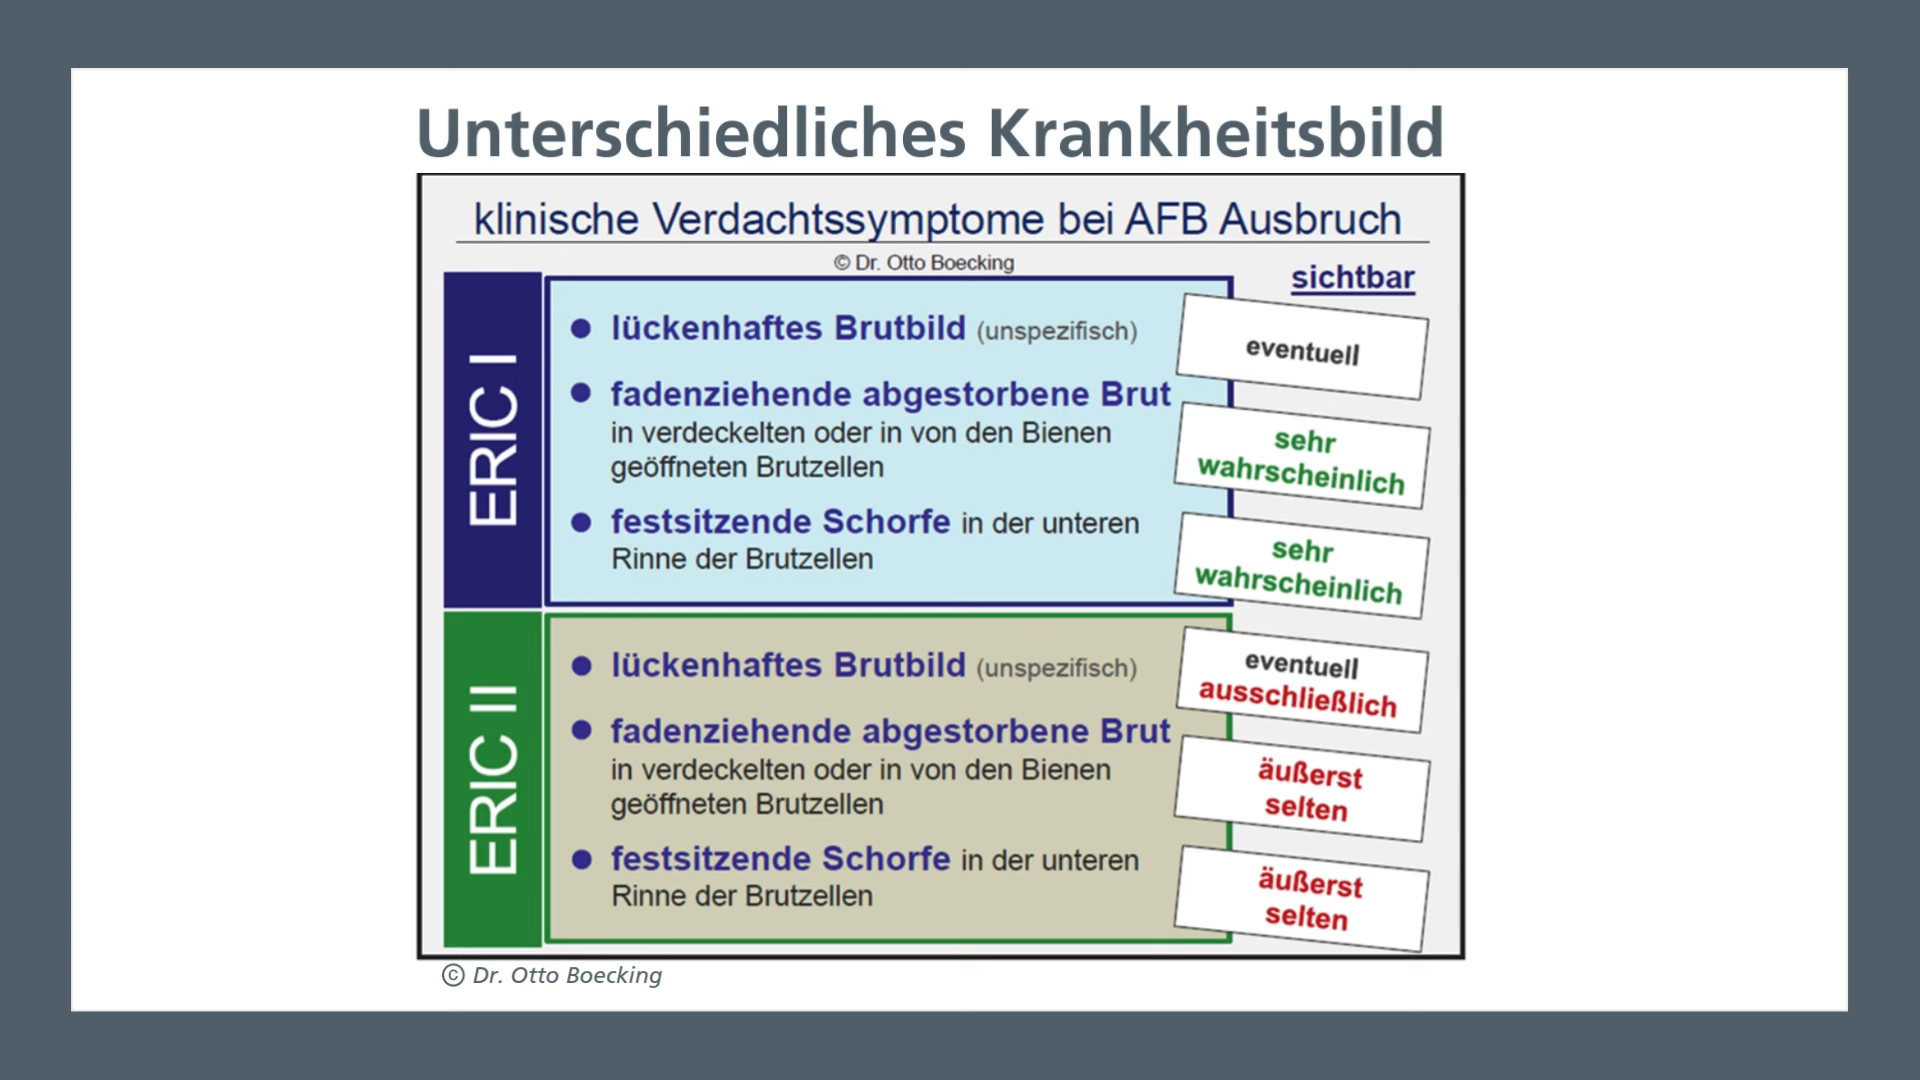 Unterschiedliches Krankheitsbild
klinische Verdachtssymptome bei AFB Ausbruch
© Dr. Otto Boecking
sichtbar
ERIC I
● lückenhaftes Brutbild (unspezifisch)
eventuell
● fadenziehende abgestorbene Brut
in verdeckelten oder in von den Bienen
geöffneten Brutzellen
sehr
wahrscheinlich
● festsitzende Schorfe in der unteren
Rinne der Brutzellen
sehr
wahrscheinlich
ERIC II
● lückenhaftes Brutbild (unspezifisch)
eventuell
ausschließlich
● fadenziehende abgestorbene Brut
in verdeckelten oder in von den Bienen
geöffneten Brutzellen
äußerst
selten
● festsitzende Schorfe in der unteren
Rinne der Brutzellen
äußerst
selten
© Dr. Otto Boecking